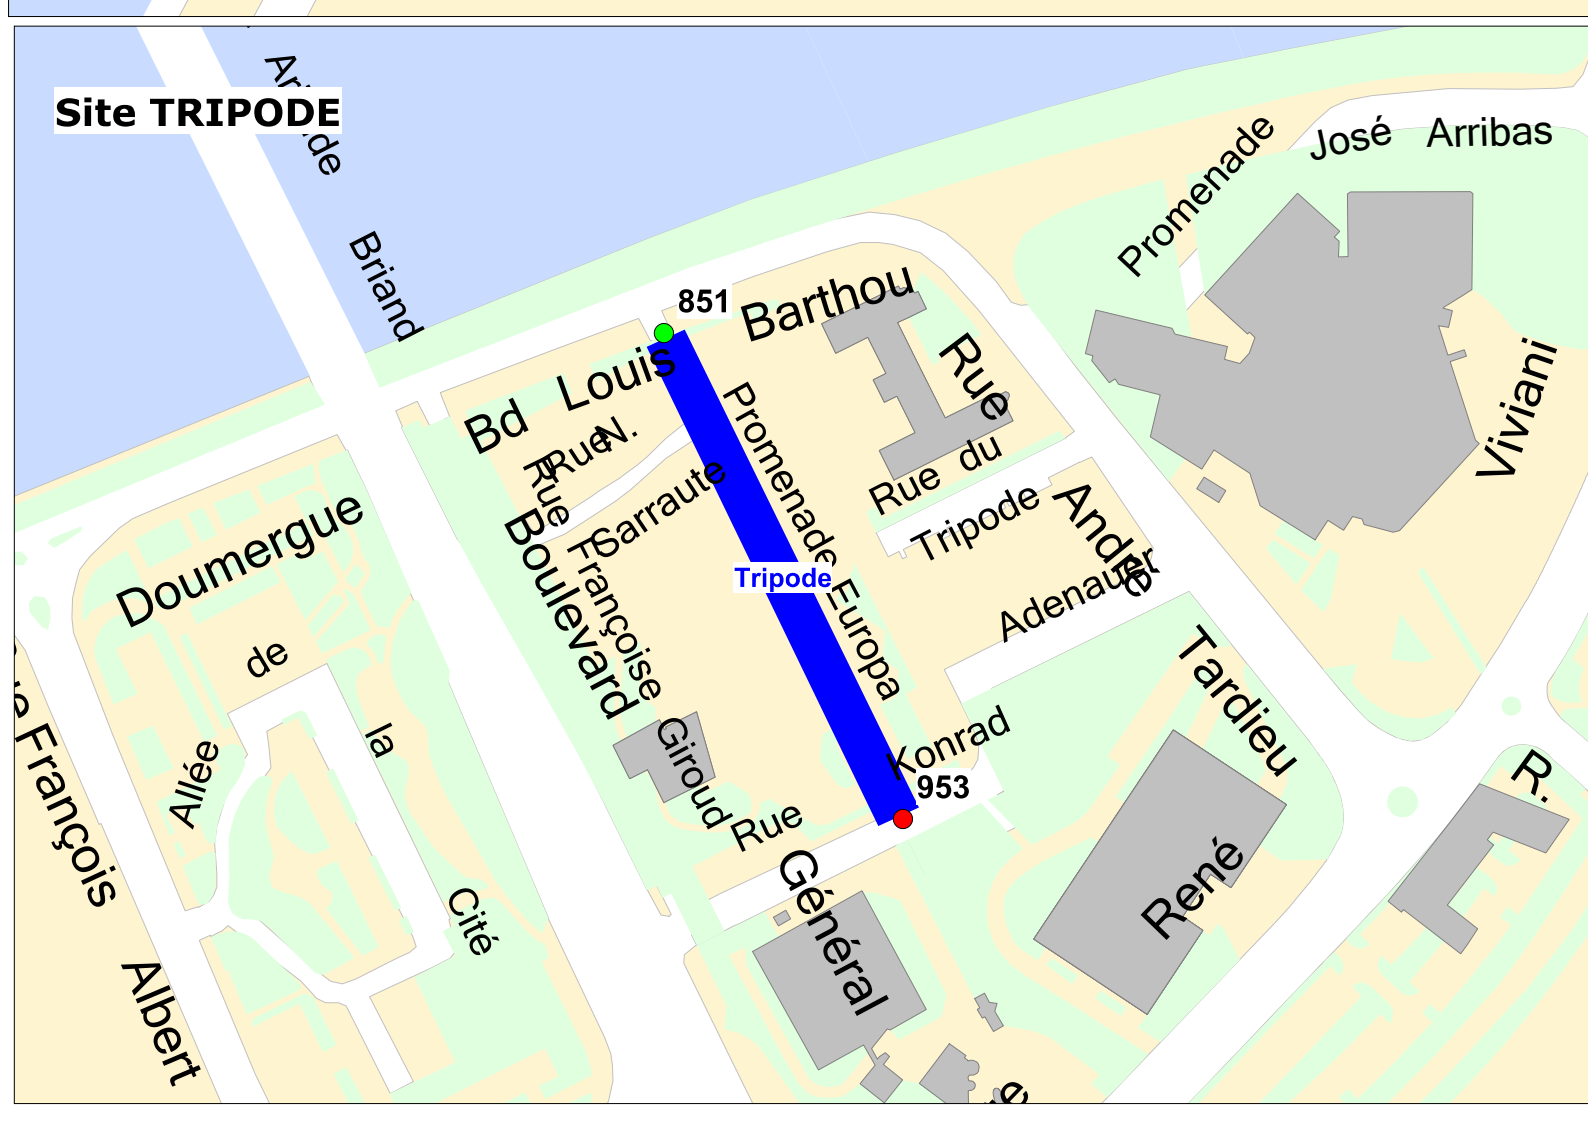 Site TRIPODE
Briand
José Arribas
Promenade
851
Barthou
Louis
Bd
Rue
Rue N.
Sarraute
Rue
Françoise
Giroud
Promenade Europa
Rue du
Tripode
Viviani
Doumergue
Boulevard
Tripode
André
Adenauer
de
la
Allée
Cité
Tardieu
Konrad
953
Rue
Général
René
R.
François
Albert